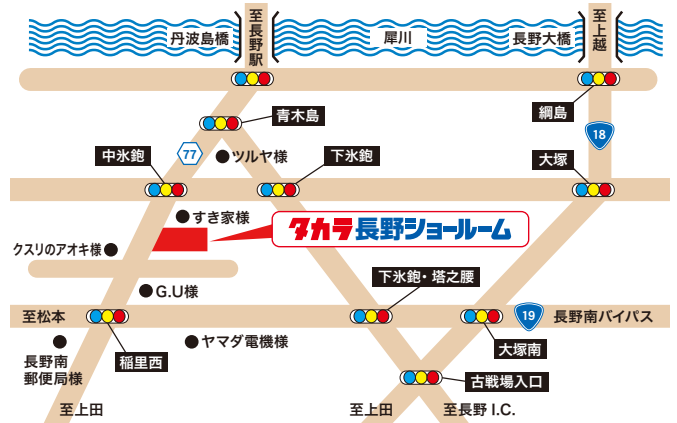 至長野駅
至上越
丹波島橋
犀川
長野大橋
青木島
綱島
18
中氷鉋
77
ツルヤ様
下氷鉋
大塚
すき家様
タカラ長野ショールーム
クスリのアオキ様
下氷鉋・塔之腰
G.U様
至松本
19
長野南バイパス
ヤマダ電機様
大塚南
長野南
郵便局様
稲里西
古戦場入口
至上田
至上田
至長野 I.C.